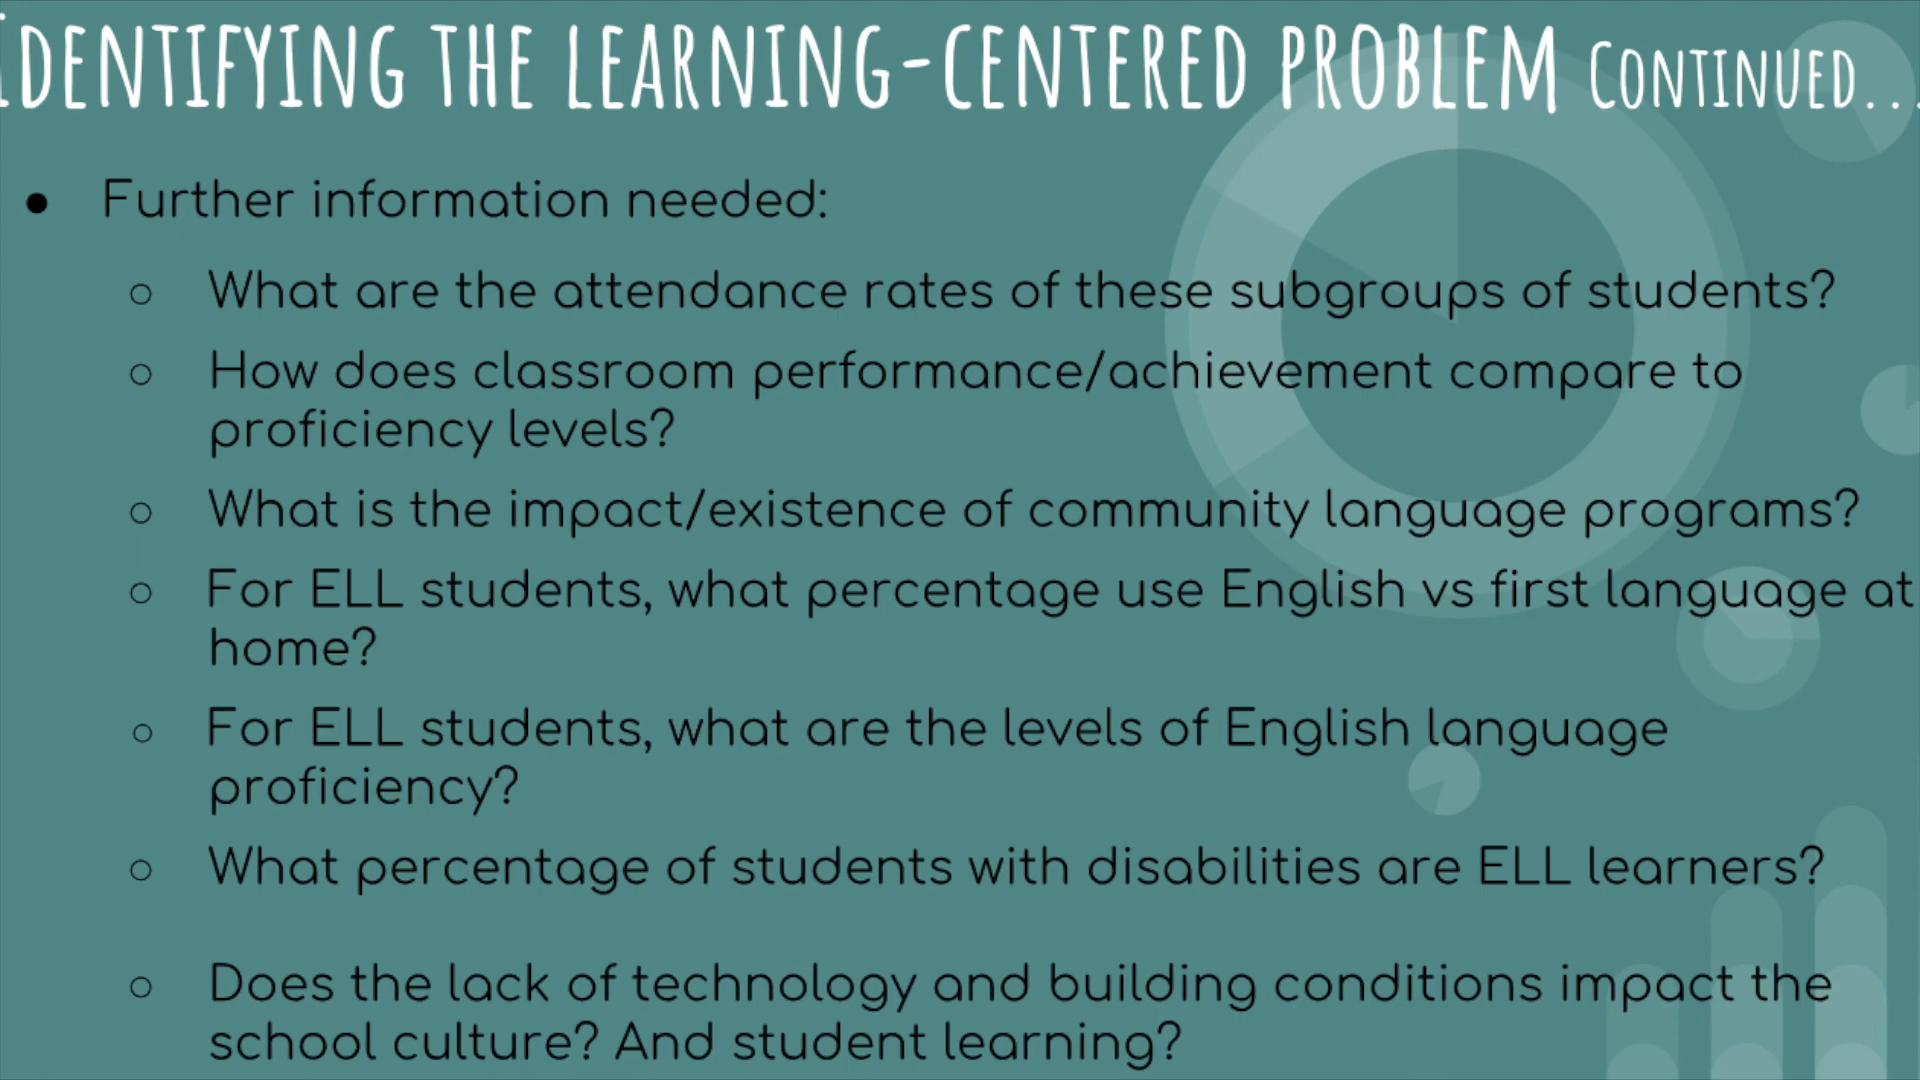 IDENTIFYING THE LEARNING-CENTERED PROBLEM CONTINUED...
● Further information needed:
○ What are the attendance rates of these subgroups of students?
○ How does classroom performance/achievement compare to
proficiency levels?
○ What is the impact/existence of community language programs?
○ For ELL students, what percentage use English vs first language at
home?
○ For ELL students, what are the levels of English language
proficiency?
○ What percentage of students with disabilities are ELL learners?
○ Does the lack of technology and building conditions impact the
school culture? And student learning?